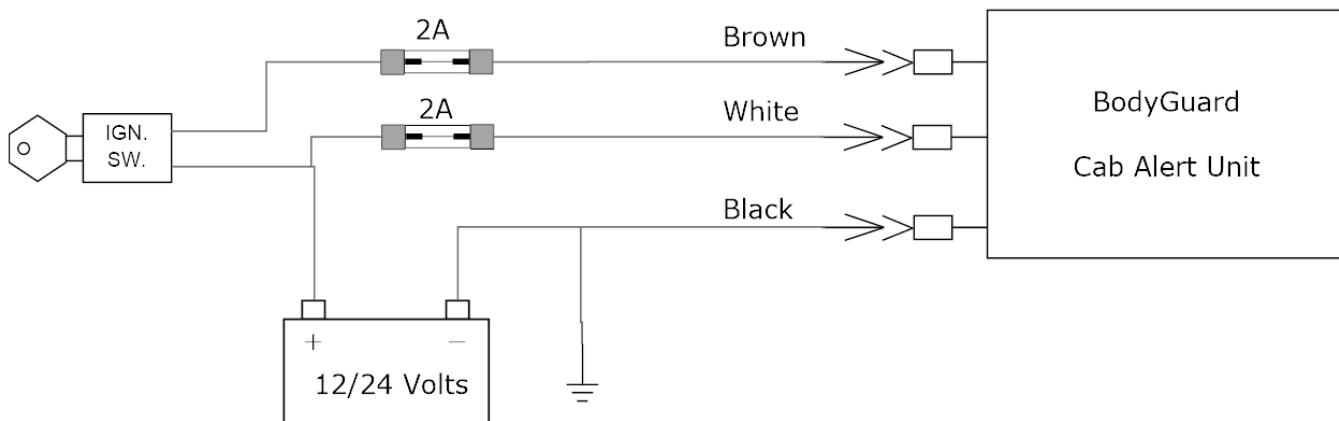 2A
Brown
2A
White
IGN.
SW.
BodyGuard
Cab Alert Unit
Black
+ −
12/24 Volts